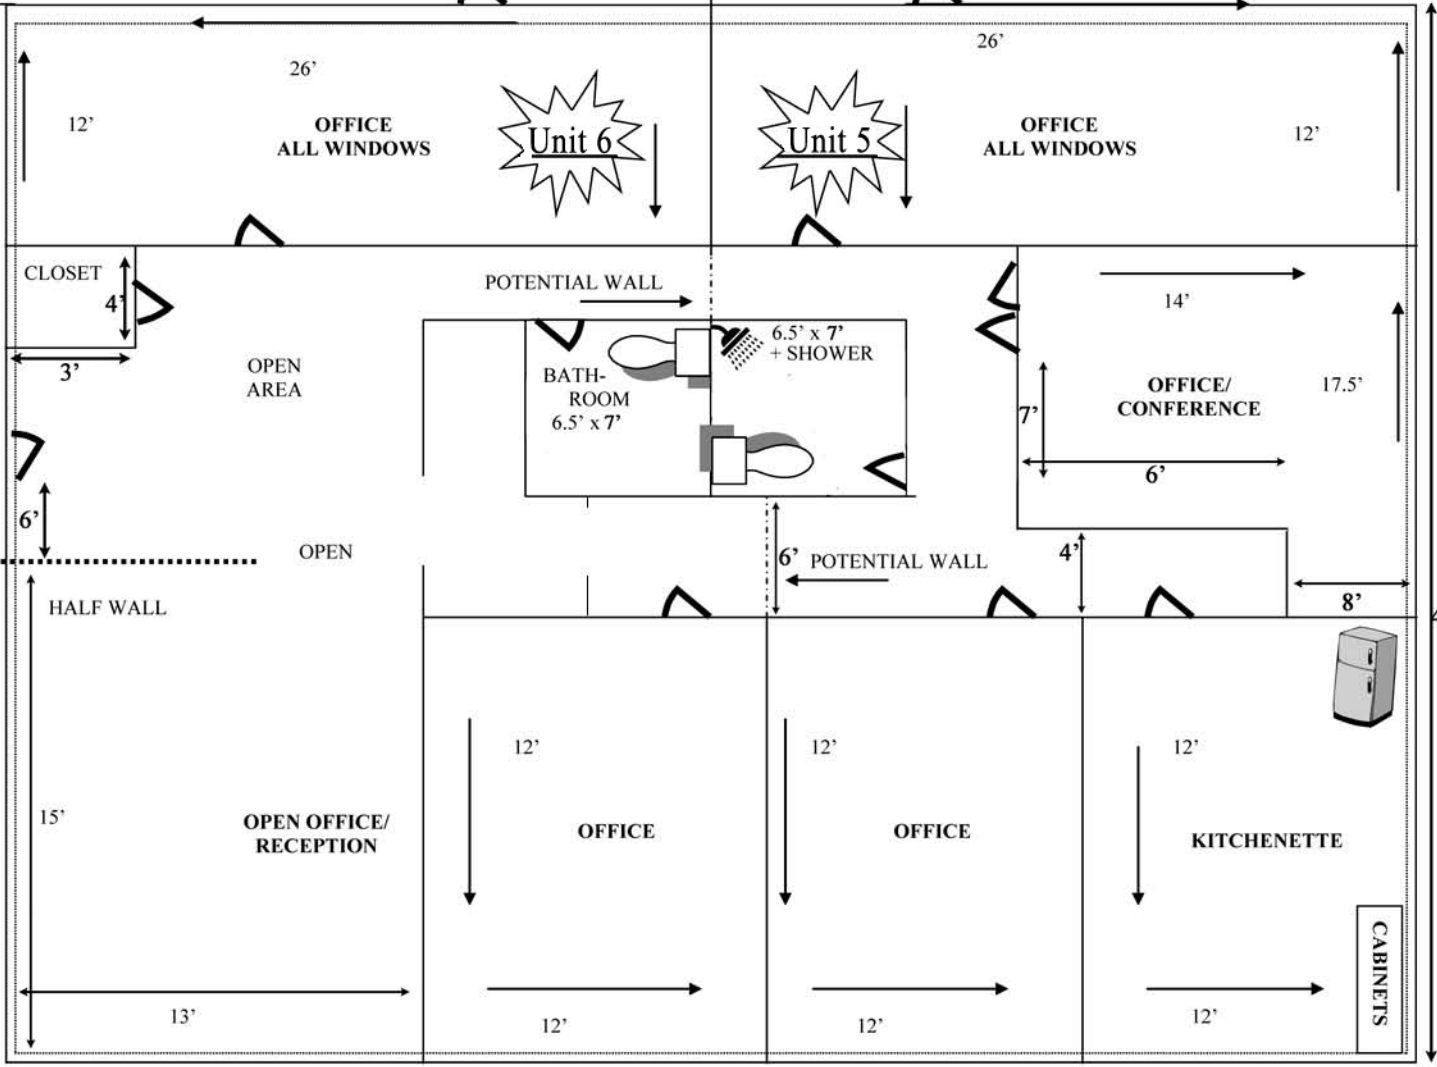 26’
26’
12’
OFFICE
ALL WINDOWS
Unit 6
Unit 5
OFFICE
ALL WINDOWS
12’
CLOSET
4’
3’
POTENTIAL WALL
14’
OPEN
AREA
BATH-
ROOM
6.5’ x 7’
6.5’ x 7’
+ SHOWER
OFFICE/
CONFERENCE
17.5’
7’
6’
6’
OPEN
HALF WALL
6’
POTENTIAL WALL
4’
8’
15’
OPEN OFFICE/
RECEPTION
13’
12’
OFFICE
12’
12’
OFFICE
12’
12’
KITCHENETTE
12’
CABINETS